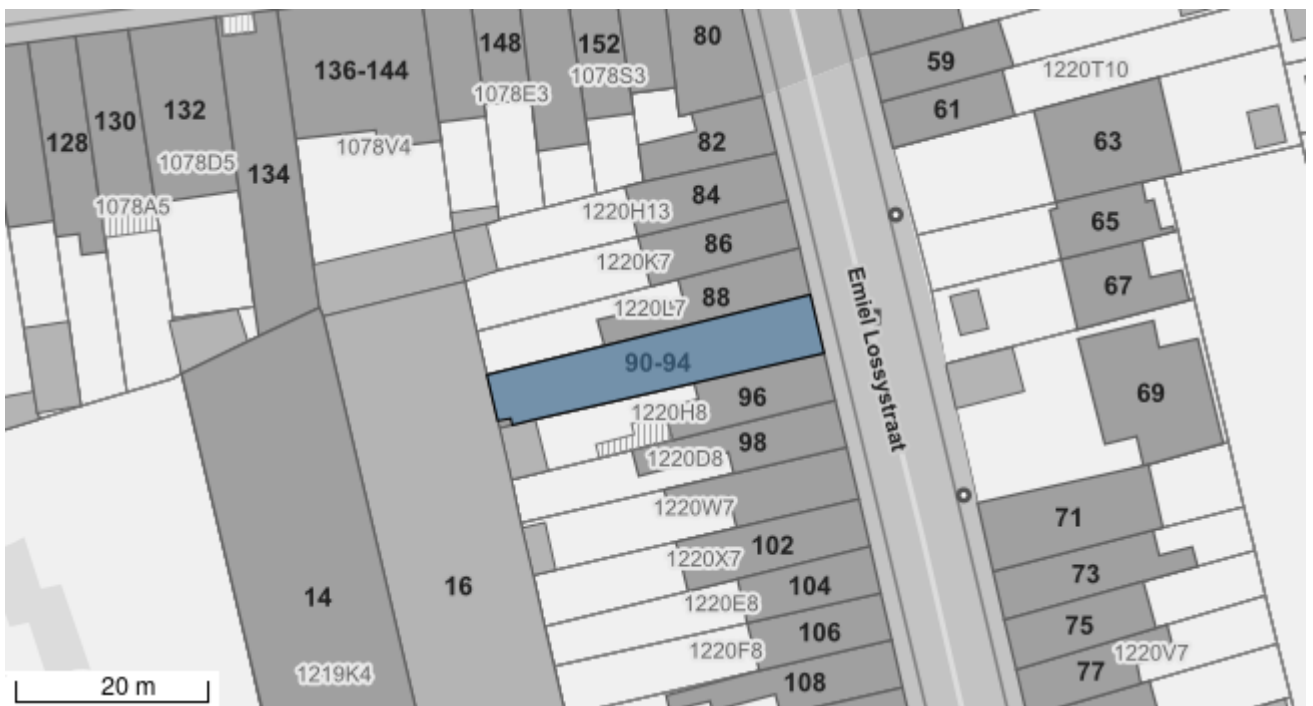 80
148
152
136-144
59
1220T10
1078S3
132
1078E3
61
130
128
63
82
1078V4
1078D5
134
84
1078A5
1220H13
65
86
1220K7
67
88
1220L7
Emiel Lossystraat
90-94
69
96
1220H8
98
1220D8
1220W7
71
102
1220X7
73
104
16
14
1220E8
75
106
1220F8
1220V7
77
1219K4
108
20 m